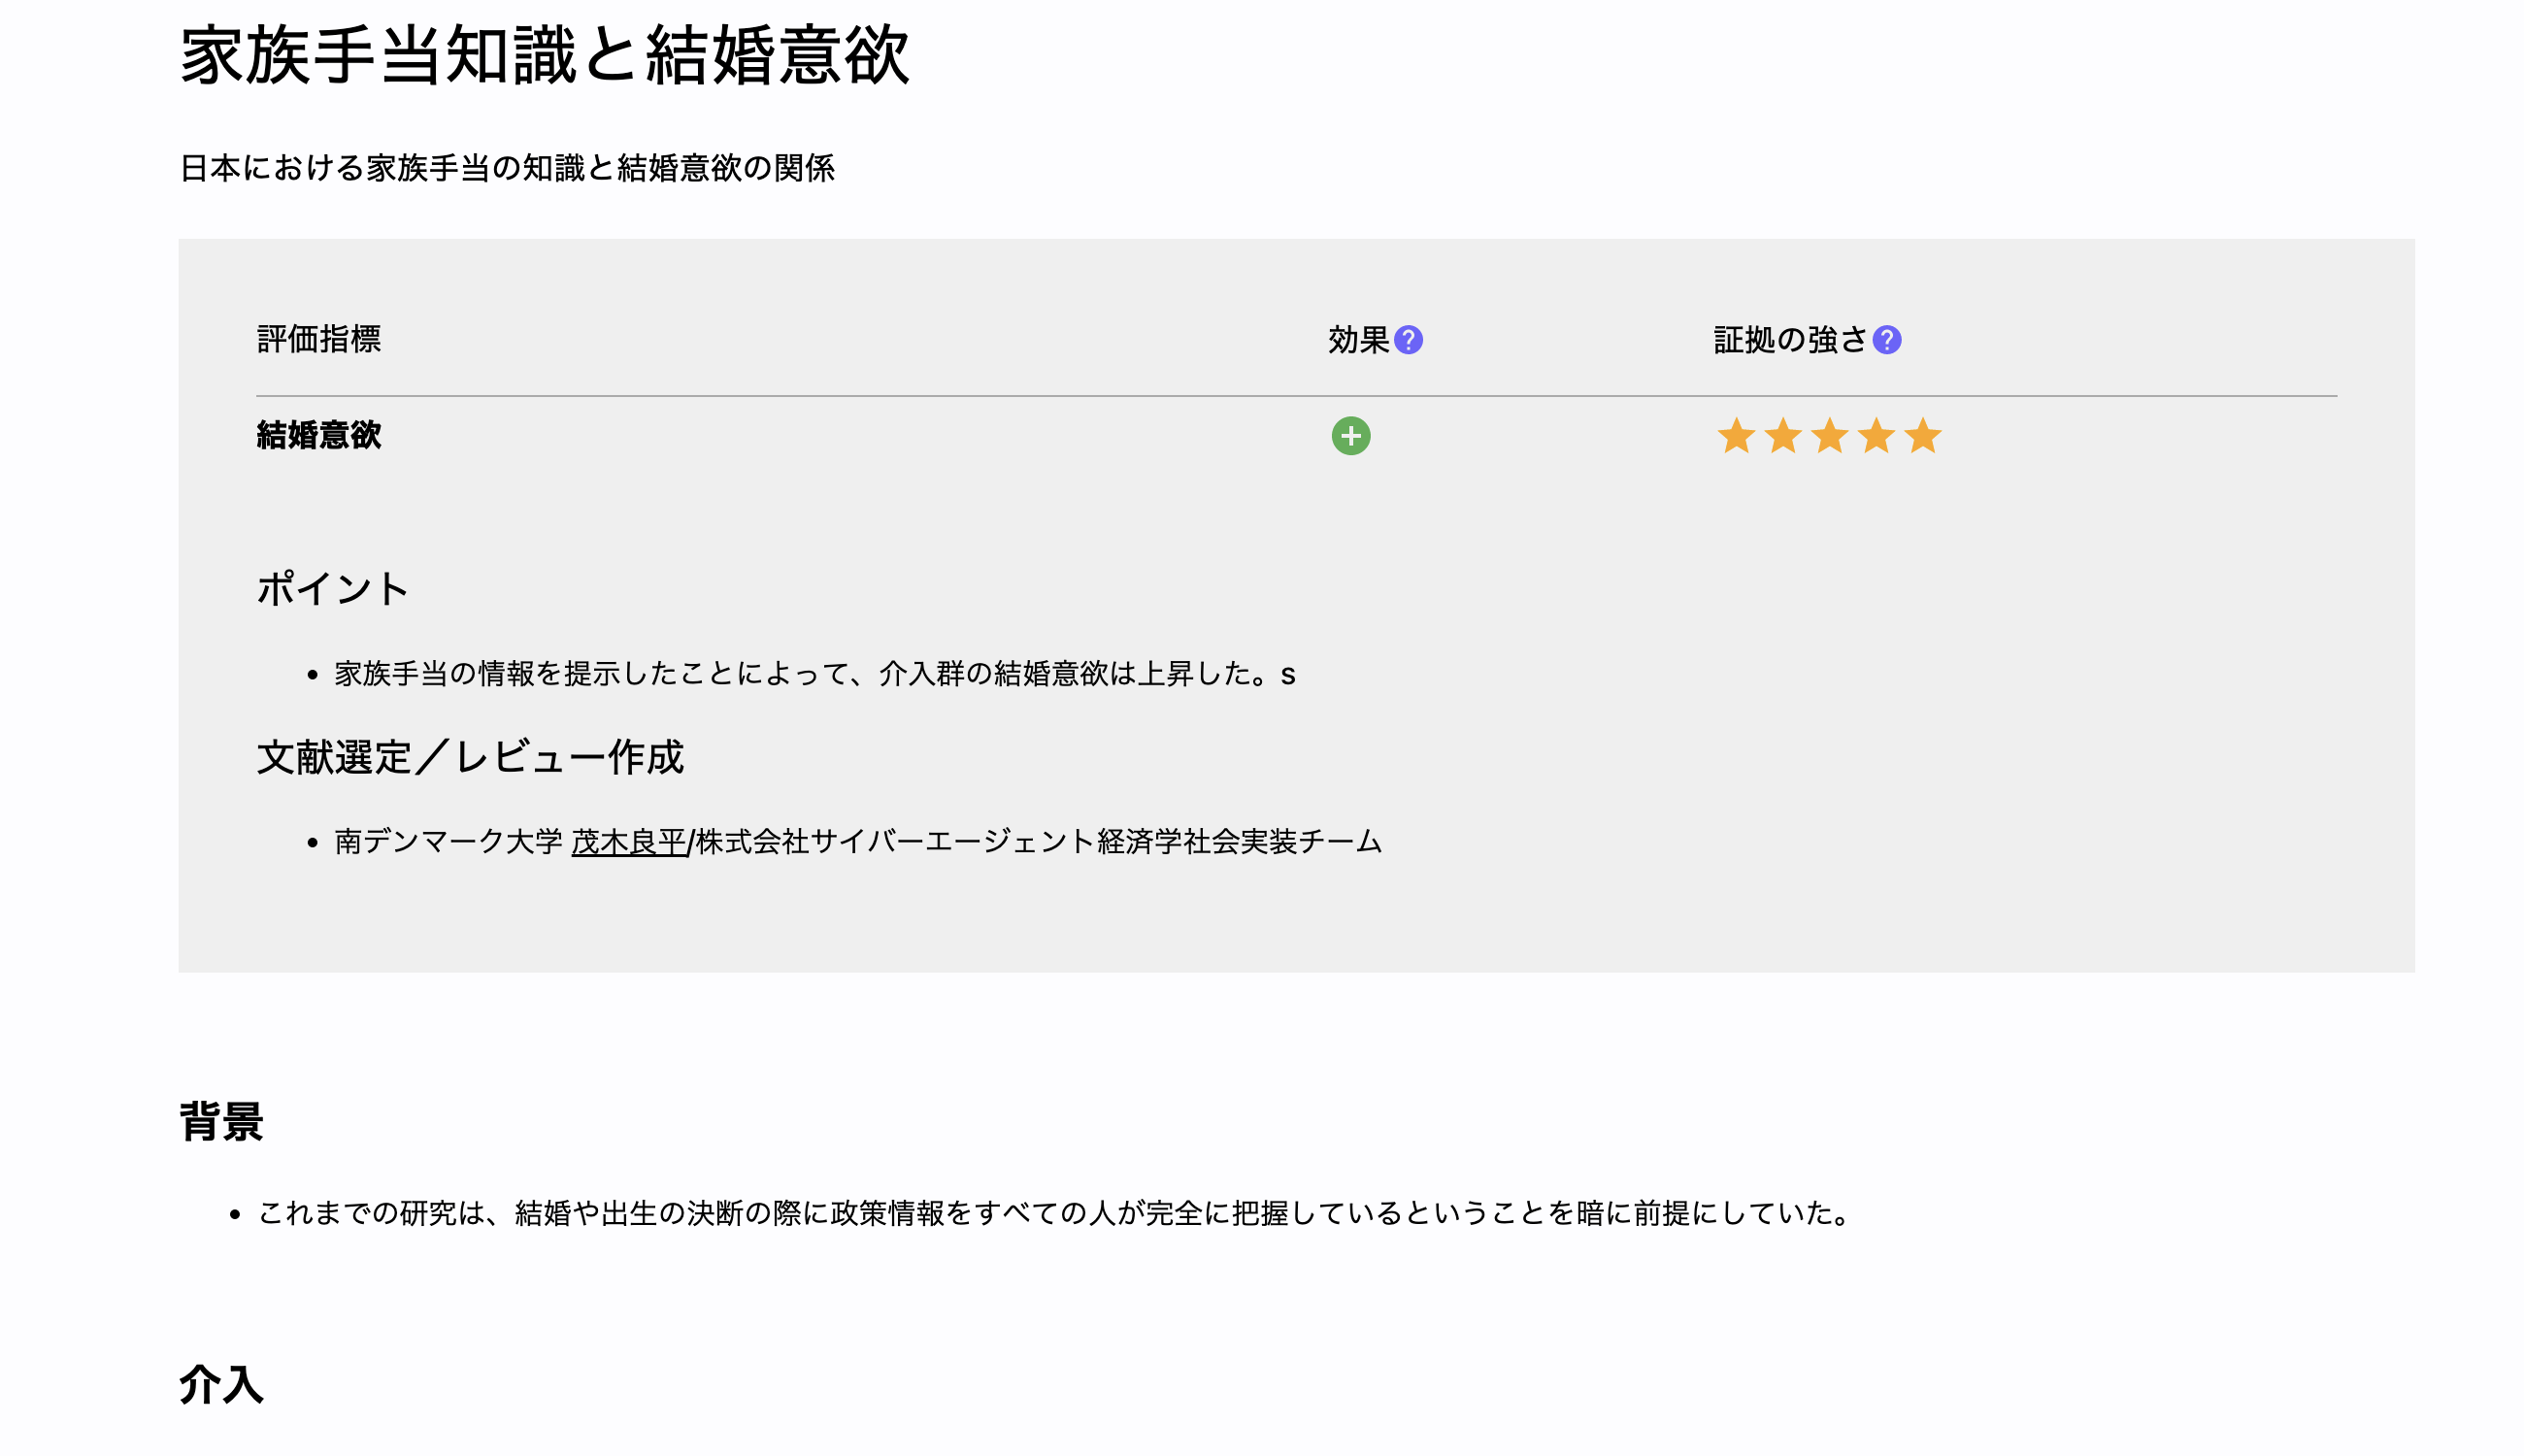 家族手当知識と結婚意欲
日本における家族手当の知識と結婚意欲の関係
評価指標 効果? 証拠の強さ?
結婚意欲
ポイント
• 家族手当の情報を提示したことによって、介入群の結婚意欲は上昇した。s
文献選定／レビュー作成
• 南デンマーク大学 茂木良平/株式会社サイバーエージェント経済学社会実装チーム
背景
• これまでの研究は、結婚や出生の決断の際に政策情報をすべての人が完全に把握しているということを暗に前提にしていた。
介入